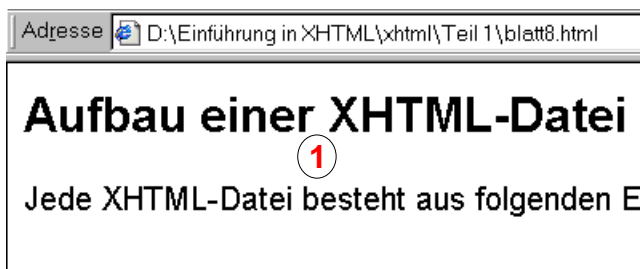 Adresse D:\Einführung in XHTML\xhtml\Teil 1\blatt8.html
Aufbau einer XHTML-Datei
1
Jede XHTML-Datei besteht aus folgenden E